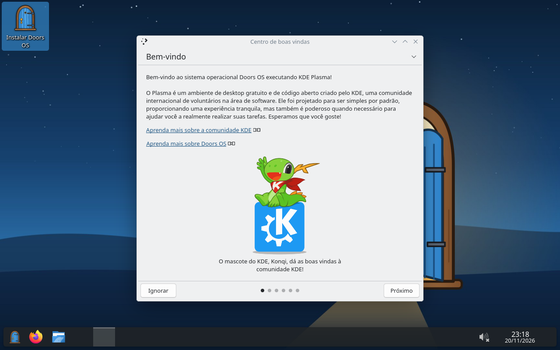 Instalar Doors
OS
Centro de boas vindas
Bem-vindo
Bem-vindo ao sistema operacional Doors OS executando KDE Plasma!
O Plasma é um ambiente de desktop gratuito e de código aberto criado pelo KDE, uma comunidade
internacional de voluntários na área de software. Ele foi projetado para ser simples por padrão,
proporcionando uma experiência tranquila, mas também é poderoso quando necessário para
ajudar você a realmente realizar suas tarefas. Esperamos que você goste!
Aprenda mais sobre a comunidade KDE
Aprenda mais sobre Doors OS
K
O mascote do KDE, Konqi, dá as boas vindas à
comunidade KDE!
Ignorar
Próximo
23:18
20/11/2026